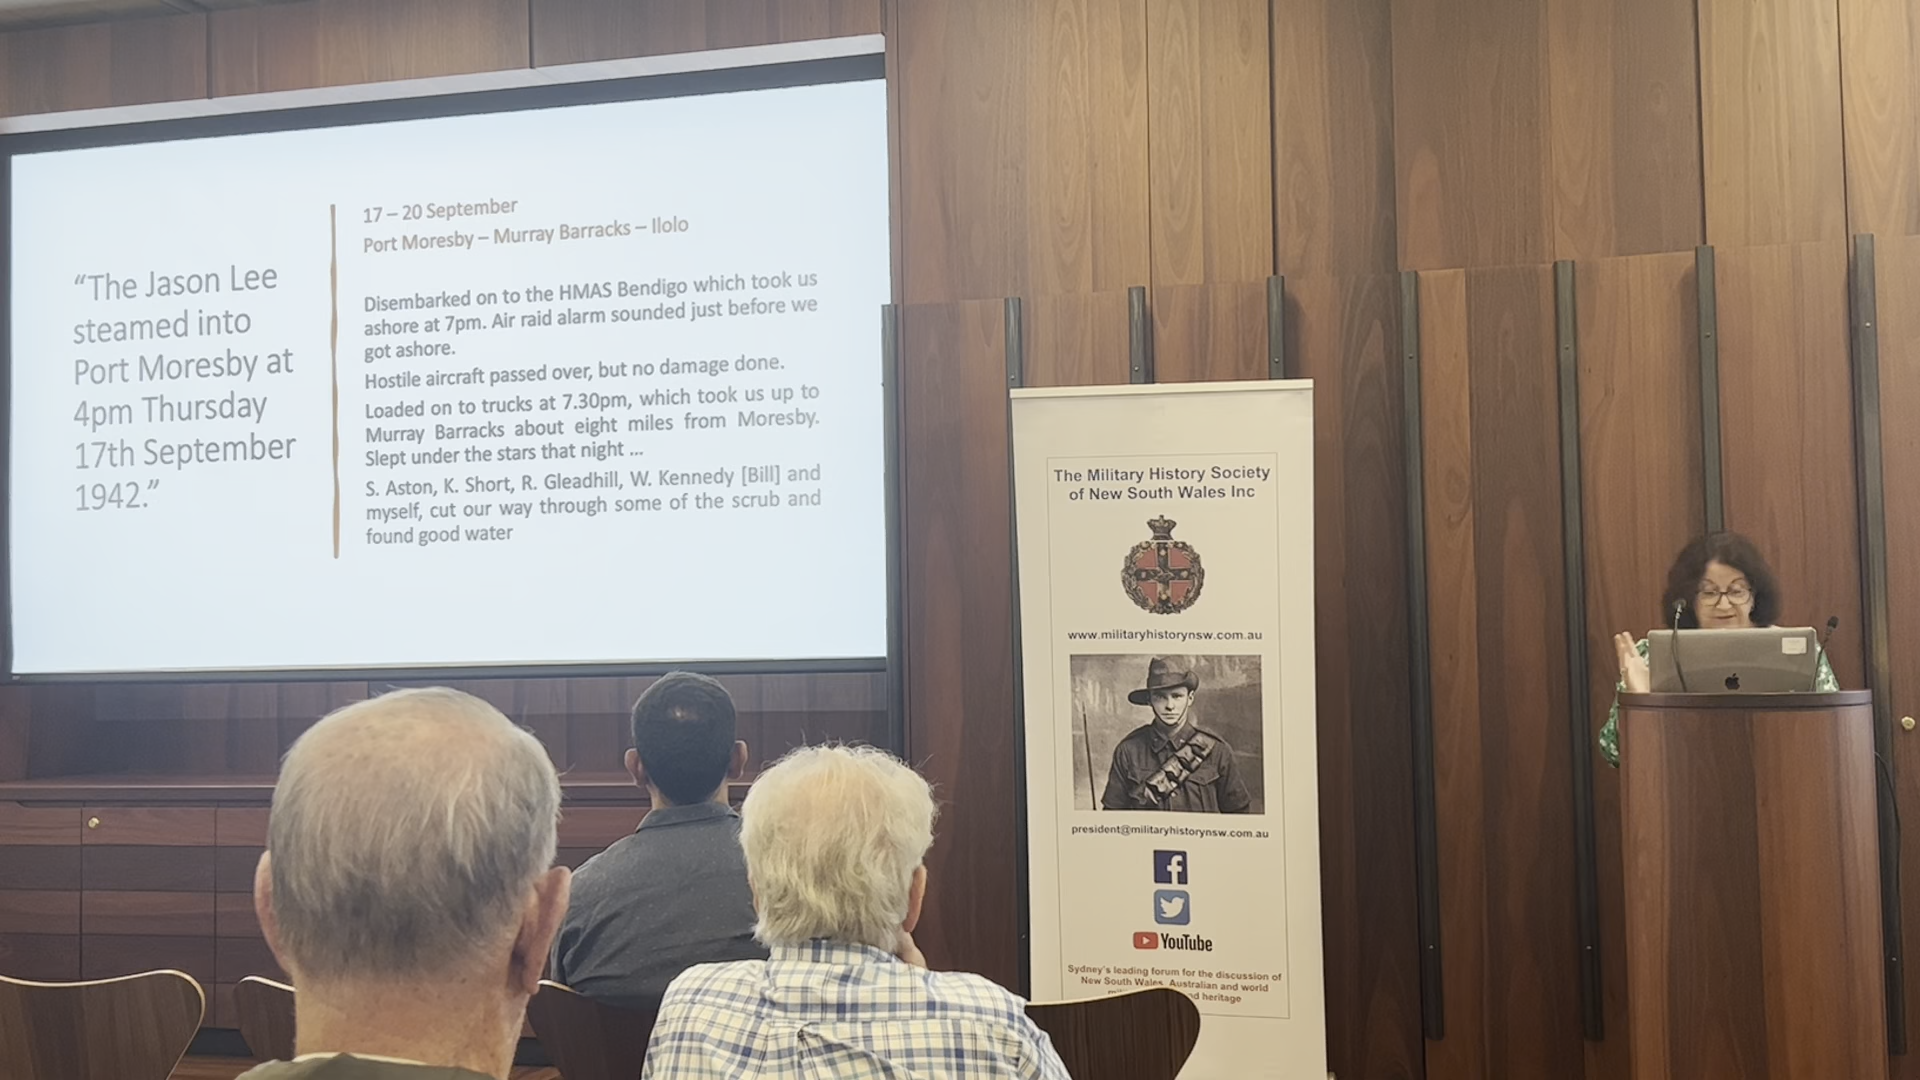 “The Jason Lee
steamed into
Port Moresby at
4pm Thursday
17th September
1942.”
17 – 20 September
Port Moresby – Murray Barracks – Ilolo
Disembarked on to the HMAS Bendigo which took us
ashore at 7pm. Air raid alarm sounded just before we
got ashore.
Hostile aircraft passed over, but no damage done.
Loaded on to trucks at 7.30pm, which took us up to
Murray Barracks about eight miles from Moresby.
Slept under the stars that night ...
S. Aston, K. Short, R. Gleadhill, W. Kennedy [Bill] and
myself, cut our way through some of the scrub and
found good water
The Military History Society
of New South Wales Inc
www.militaryhistorynsw.com.au
president@militaryhistorynsw.com.au
YouTube
Sydney's leading forum for the discussion of
New South Wales, Australian and world
heritage